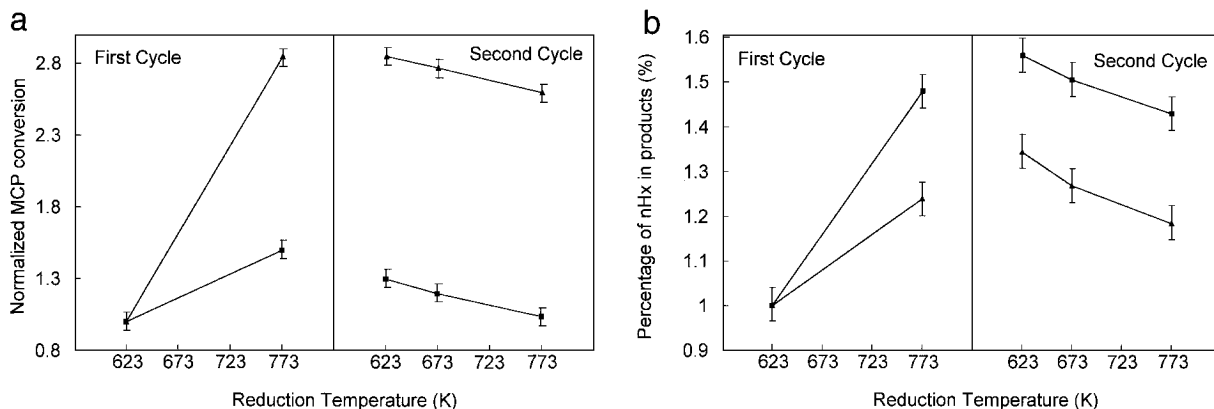 a
Normalized MCP conversion
First Cycle
Second Cycle
2.8
2.3
1.8
1.3
0.8
623 673 723 773 623 673 723 773
Reduction Temperature (K)
b
Percentage of nHx in products (%)
First Cycle
Second Cycle
1.6
1.5
1.4
1.3
1.2
1.1
1
0.9
623 673 723 773 623 673 723 773
Reduction Temperature (K)